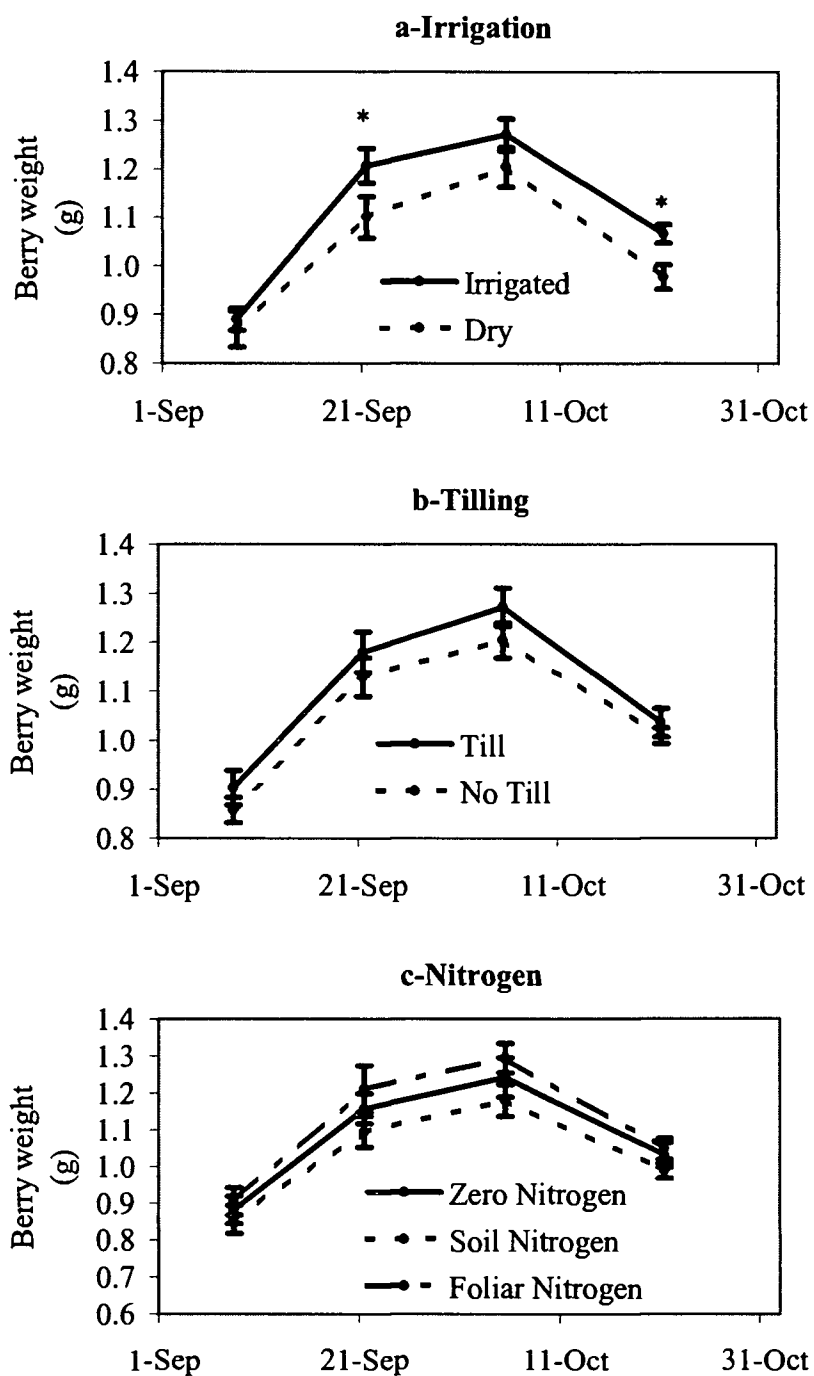 a-Irrigation
1.4
1.3
1.2
1.1
1.0
0.9
0.8
Berry weight
(g)
*
*
Irrigated
Dry
1-Sep 21-Sep 11-Oct 31-Oct
b-Tilling
1.4
1.3
1.2
1.1
1.0
0.9
0.8
Berry weight
(g)
Till
No Till
1-Sep 21-Sep 11-Oct 31-Oct
c-Nitrogen
1.4
1.3
1.2
1.1
1.0
0.9
0.8
0.7
0.6
Berry weight
(g)
Zero Nitrogen
Soil Nitrogen
Foliar Nitrogen
1-Sep 21-Sep 11-Oct 31-Oct